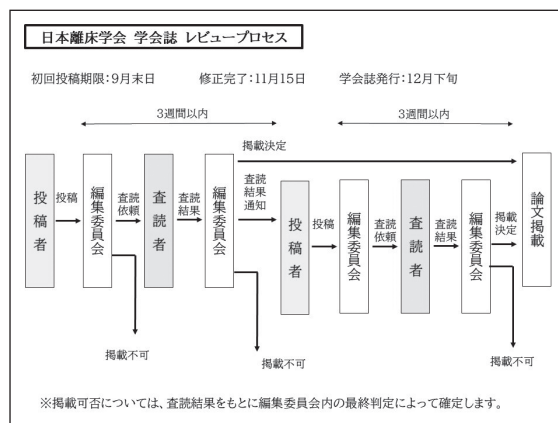 日本離床学会 学会誌 レビュープロセス
初回投稿期限:9月末日 修正完了:11月15日 学会誌発行:12月下旬
3週間以内
3週間以内
掲載決定
投稿者
投稿
編集委員会
査読
依頼
査読者
査読
結果
編集委員会
査読
結果
通知
投稿者
投稿
編集委員会
査読
依頼
査読者
査読
結果
編集委員会
掲載
決定
論文掲載
掲載不可
掲載不可
掲載不可
※掲載可否については、査読結果をもとに編集委員会内の最終判定によって確定します。